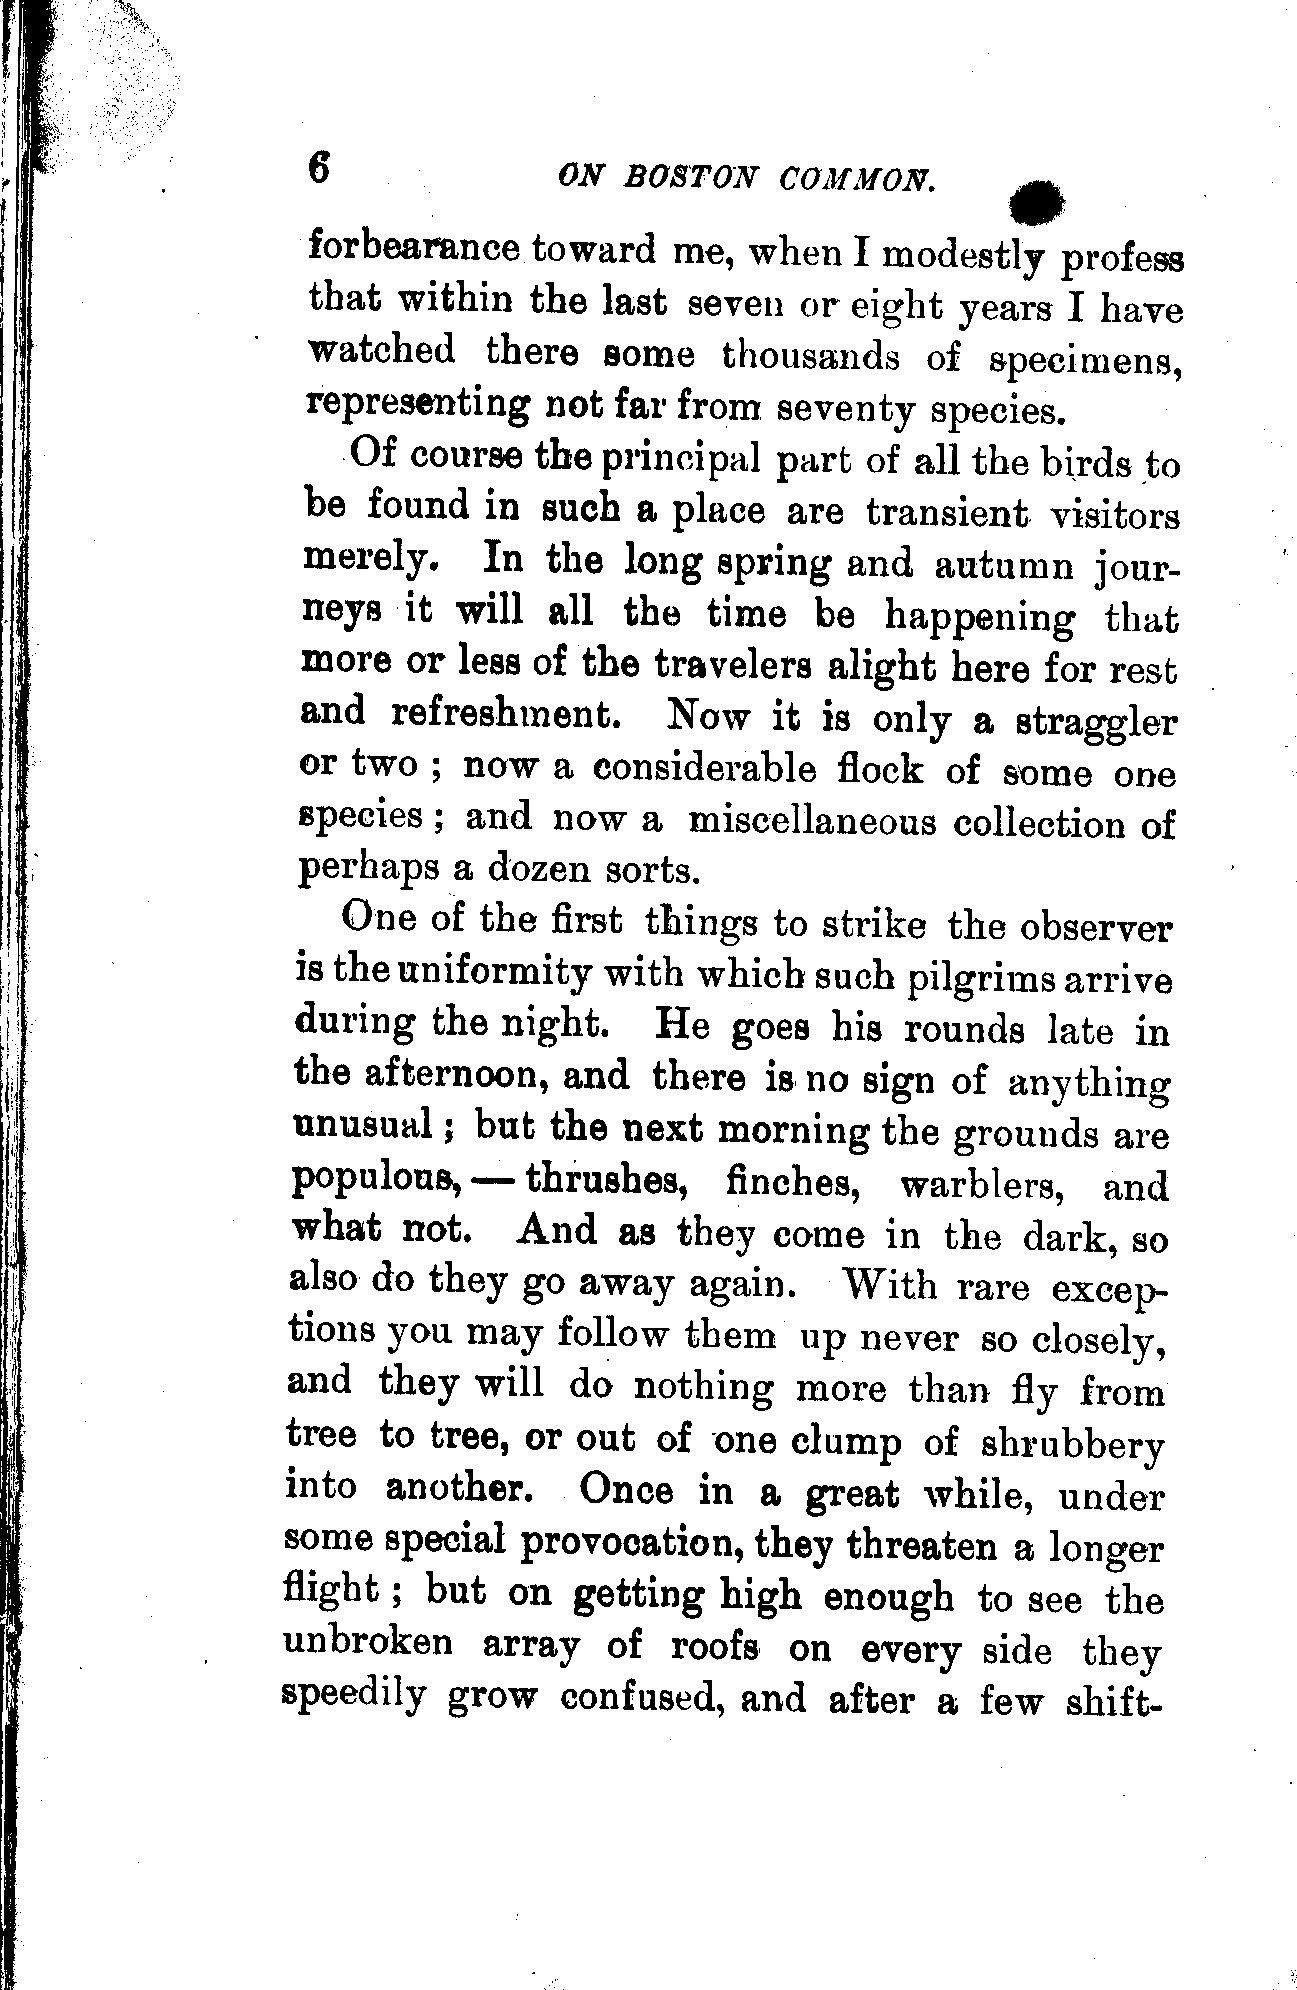 6 ON BOSTON COMMON.
forbearance toward me, when I modestly profess
that within the last seven or eight years I have
watched there some thousands of specimens,
representing not far from seventy species.
Of course the principal part of all the birds to
be found in such a place are transient visitors
merely. In the long spring and autumn jour-
neys it will all the time be happening that
more or less of the travelers alight here for rest
and refreshment. Now it is only a straggler
or two ; now a considerable flock of some one
species ; and now a miscellaneous collection of
perhaps a dozen sorts.
One of the first things to strike the observer
is the uniformity with which such pilgrims arrive
during the night. He goes his rounds late in
the afternoon, and there is no sign of anything
unusual ; but the next morning the grounds are
populous, — thrushes, finches, warblers, and
what not. And as they come in the dark, so
also do they go away again. With rare excep-
tions you may follow them up never so closely,
and they will do nothing more than fly from
tree to tree, or out of one clump of shrubbery
into another. Once in a great while, under
some special provocation, they threaten a longer
flight ; but on getting high enough to see the
unbroken array of roofs on every side they
speedily grow confused, and after a few shift-